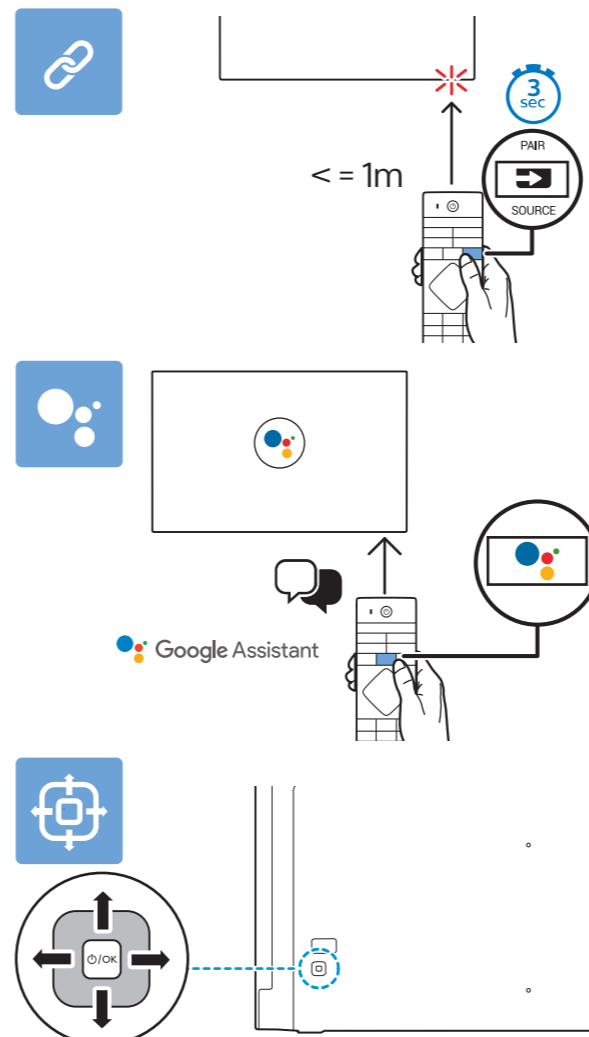 3
sec
PAIR
< = 1m
SOURCE
Google Assistant
⏻/OK